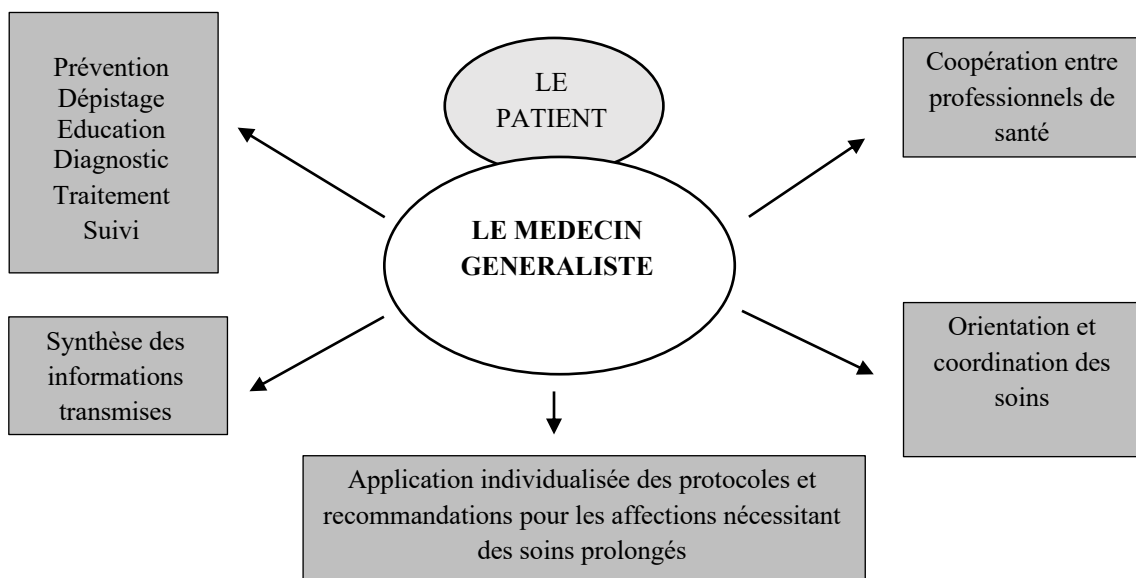 Prévention
Dépistage
Education
Diagnostic
Traitement
Suivi
LE
PATIENT
Coopération entre
professionnels de
santé
LE MEDECIN
GENERALISTE
Synthèse des
informations
transmises
Orientation et
coordination des
soins
Application individualisée des protocoles et
recommandations pour les affections nécessitant
des soins prolongés